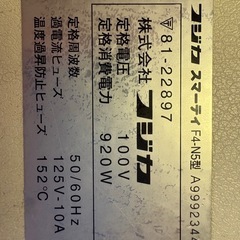 フジカ スマーティ F4-N5型 A9999234
▽81-22897
株式会社 フジカ
定格電圧 100V
定格消費電力 920W
定格周波数 50/60Hz
過電流ヒューズ 125V-10A
温度過昇防止ヒューズ 152℃